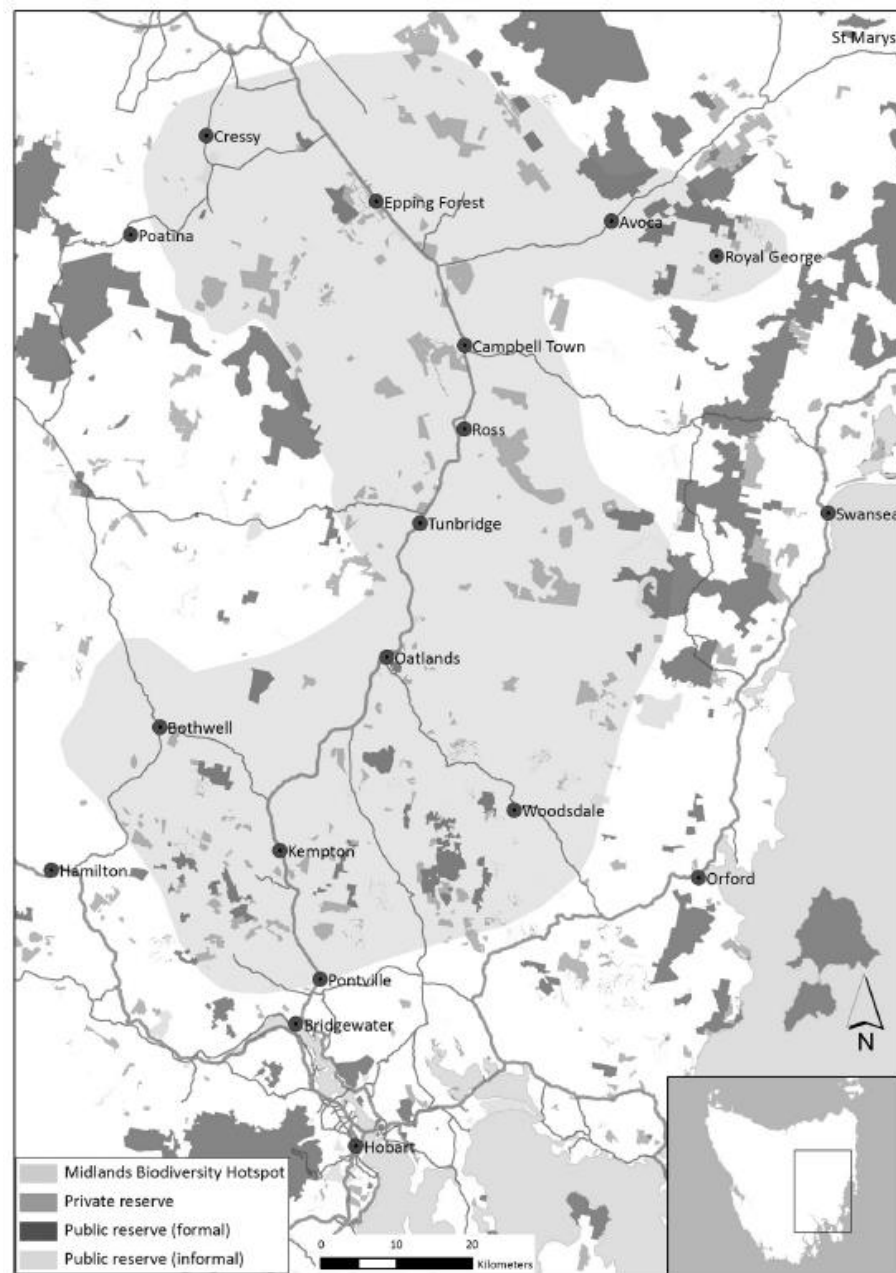 St Marys
Cressy
Epping Forest
Avoca
Poatina
Royal George
Campbell Town
Ross
Tunbridge
Swansea
Oatlands
Bothwell
Woodsdale
Kempton
Hamilton
Orford
Pontville
Bridgewater
N
Hobart
Midlands Biodiversity Hotspot
Private reserve
Public reserve (formal)
Public reserve (informal)
0 10 20
Kilometers